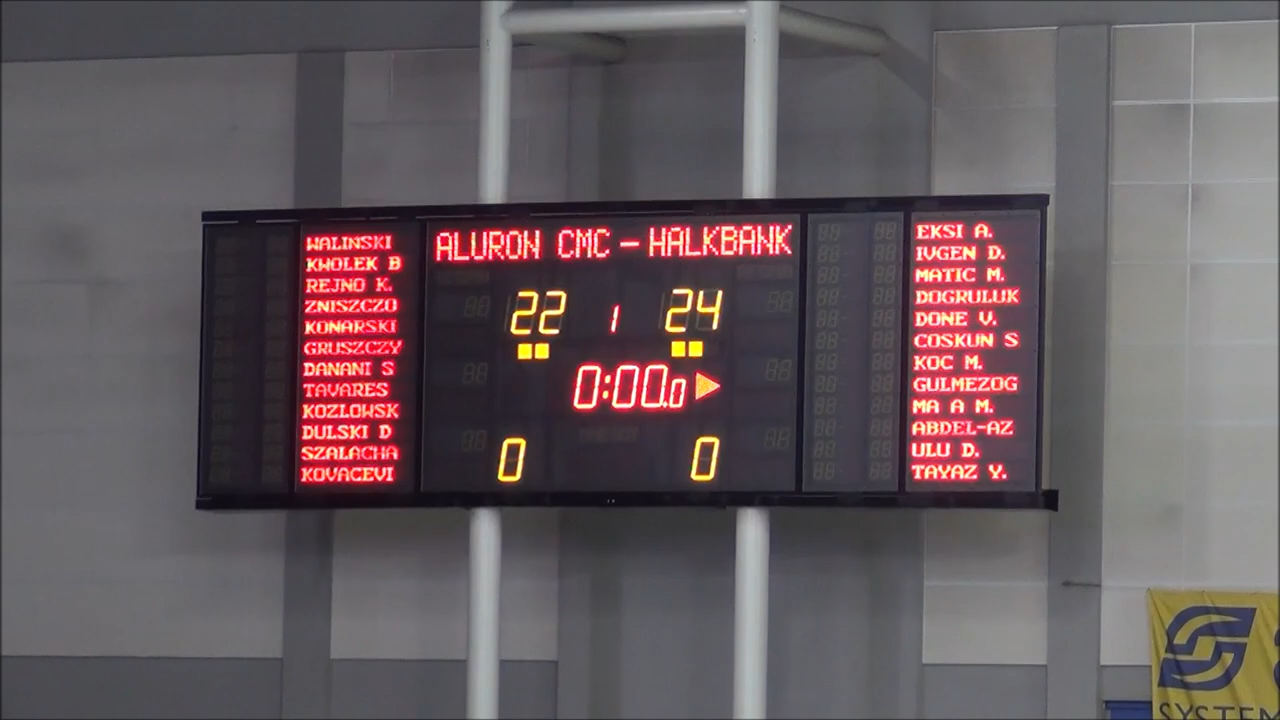 ALURON CMC - HALKBANK
22 1 24
0:00.0
0 0
WALINSKI
KWOLEK B
REJNO K.
ZNISZCZO
KONARSKI
GRUSZCZY
DANANI S
TAVARES
KOZLOWSK
DULSKI D
SZALACHA
KOVACEVI
EKSI A.
IVGEN D.
MATIC M.
DOGRULUK
DONE V.
COSKUN S
KOC M.
GULMEZOG
MA A M.
ABDEL-AZ
ULU D.
TAYAZ Y.
SYSTEM